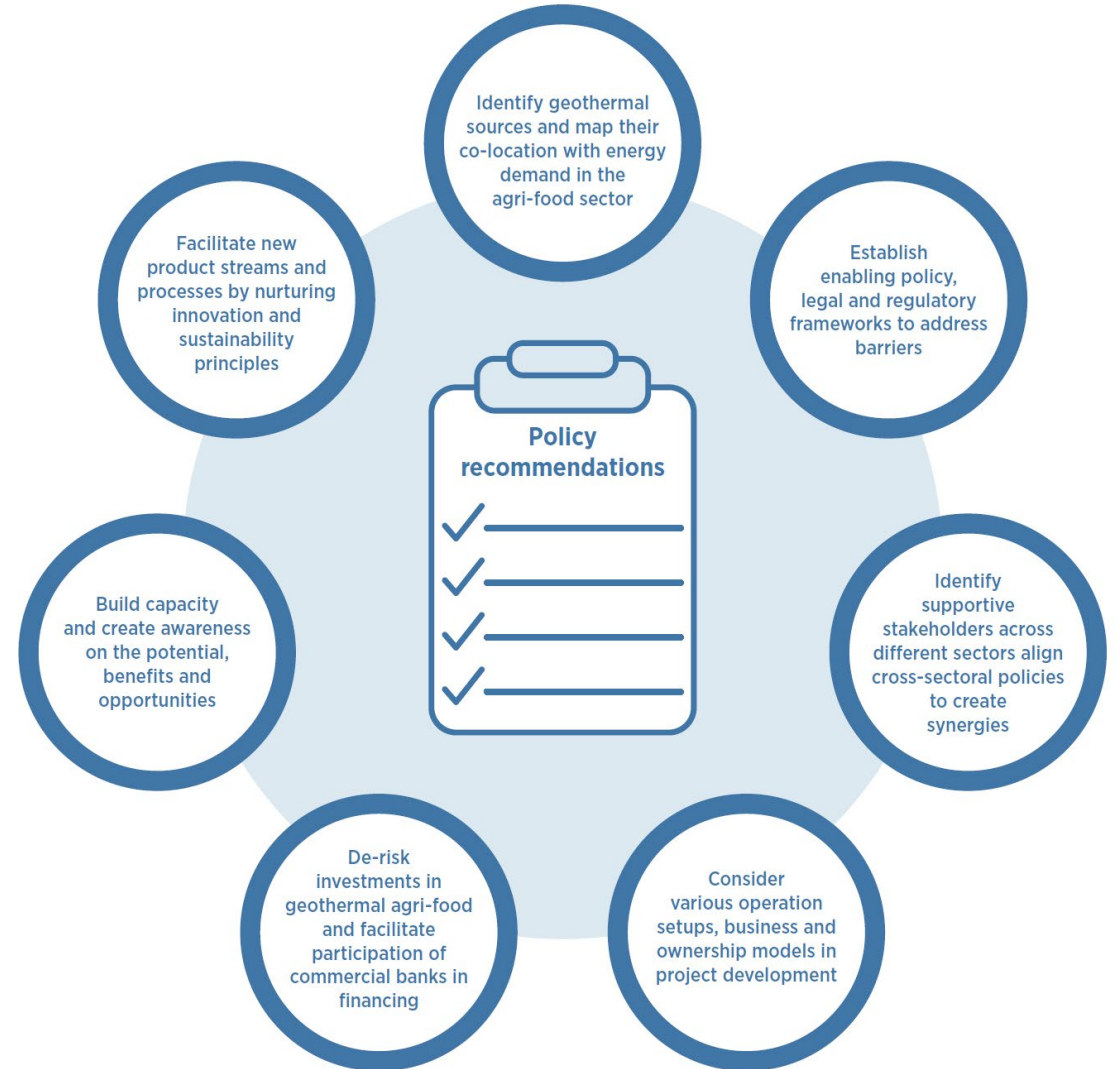 Identify geothermal
sources and map their
co-location with energy
demand in the
agri-food sector
Establish
enabling policy,
legal and regulatory
frameworks to address
barriers
Identify
supportive
stakeholders across
different sectors align
cross-sectoral policies
to create
synergies
Consider
various operation
setups, business and
ownership models in
project development
De-risk
investments in
geothermal agri-food
and facilitate
participation of
commercial banks in
financing
Build capacity
and create awareness
on the potential,
benefits and
opportunities
Facilitate new
product streams and
processes by nurturing
innovation and
sustainability
principles
Policy
recommendations